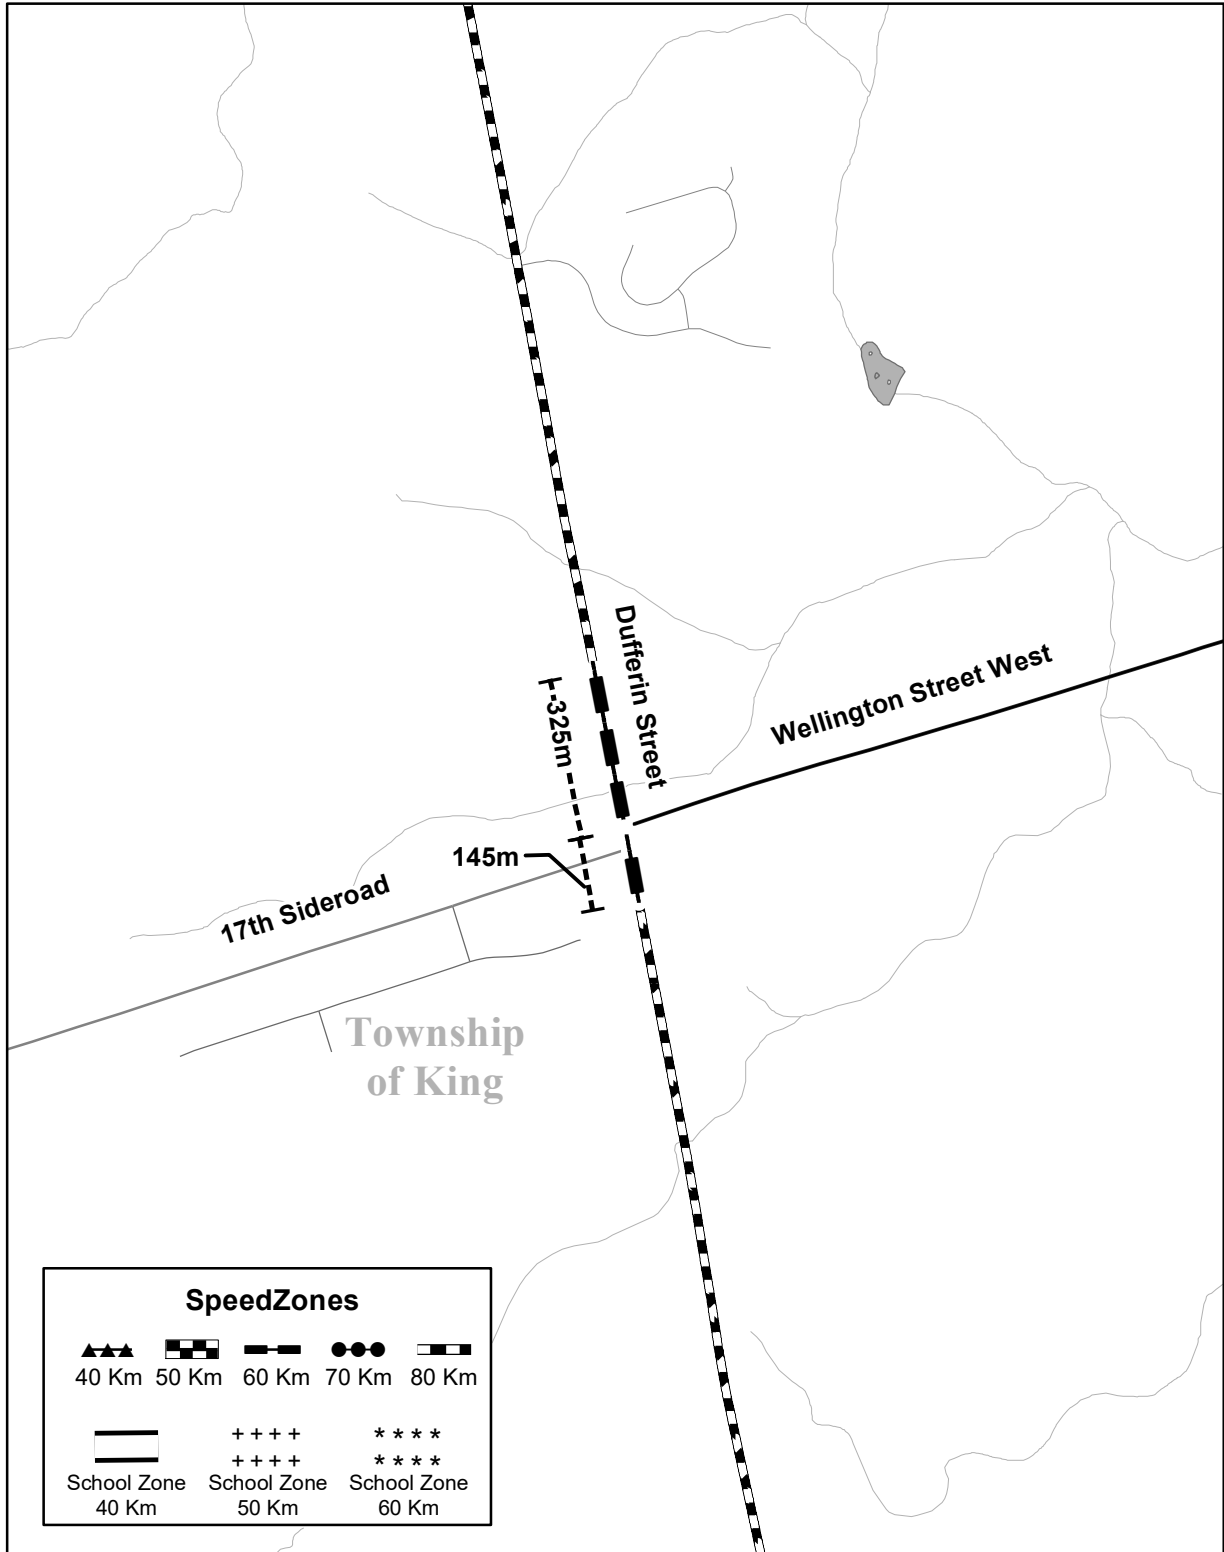 Dufferin Street
Wellington Street West
325m
145m
17th Sideroad
Township
of King
SpeedZones
40 Km 50 Km 60 Km 70 Km 80 Km
School Zone School Zone School Zone
40 Km 50 Km 60 Km